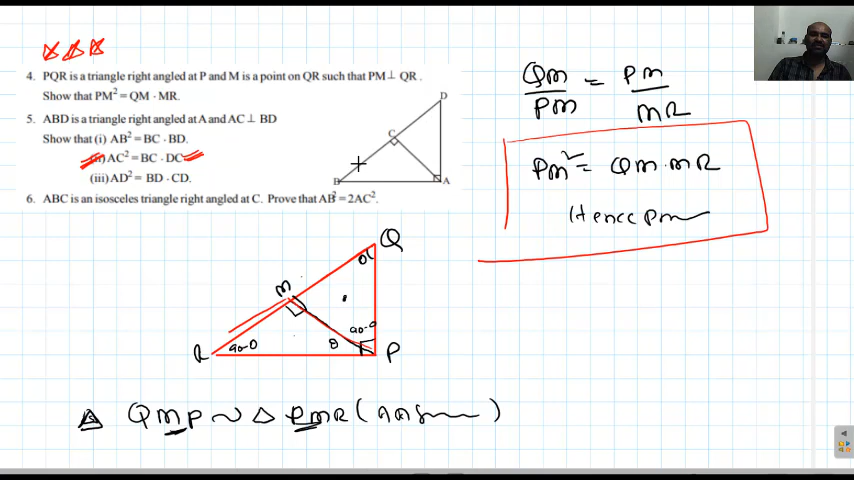 4. PQR is a triangle right angled at P and M is a point on QR such that PM ⊥ QR .
Show that PM² = QM · MR.
5. ABD is a triangle right angled at A and AC ⊥ BD
Show that (i) AB² = BC · BD.
AC² = BC · DC
(iii) AD² = BD · CD.
6. ABC is an isosceles triangle right angled at C. Prove that AB² = 2AC².
D
C
B
A
QM/PM = PM/MR
PM² = QM · MR
Hence
Q
θ
M
90-θ
R
90-θ
θ
P
Δ QMP ~ Δ PMR (AA